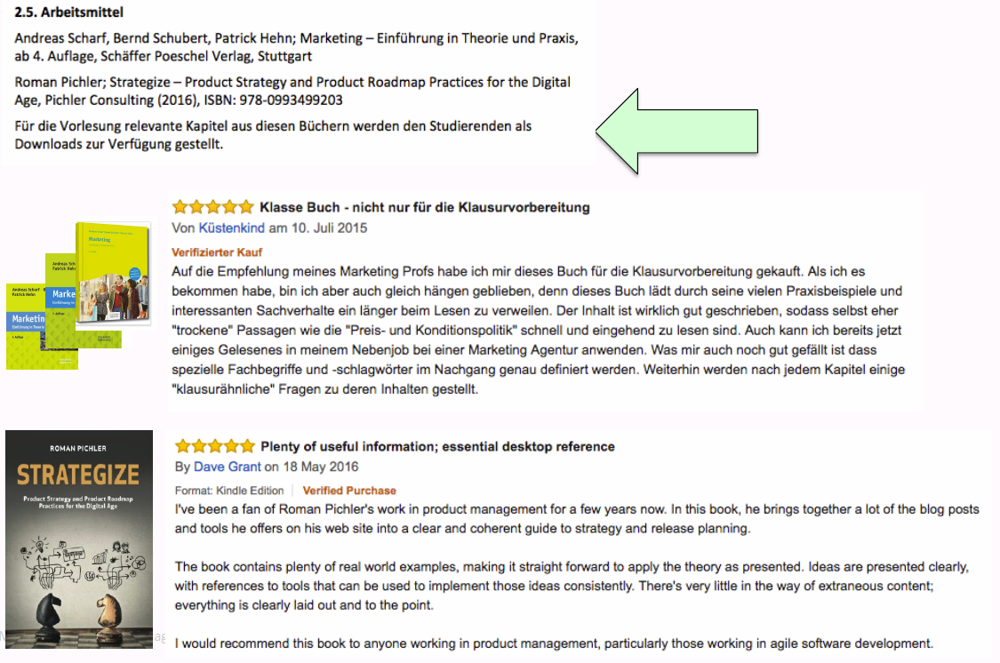 2.5. Arbeitsmittel
Andreas Scharf, Bernd Schubert, Patrick Hehn; Marketing – Einführung in Theorie und Praxis,
ab 4. Auflage, Schäffer Poeschel Verlag, Stuttgart
Roman Pichler; Strategize – Product Strategy and Product Roadmap Practices for the Digital
Age, Pichler Consulting (2016), ISBN: 978-0993499203
Für die Vorlesung relevante Kapitel aus diesen Büchern werden den Studierenden als
Downloads zur Verfügung gestellt.
Klasse Buch - nicht nur für die Klausurvorbereitung
Von Küstenkind am 10. Juli 2015
Verifizierter Kauf
Auf die Empfehlung meines Marketing Profs habe ich mir dieses Buch für die Klausurvorbereitung gekauft. Als ich es
bekommen habe, bin ich aber auch gleich hängen geblieben, denn dieses Buch lädt durch seine vielen Praxisbeispiele und
interessanten Sachverhalte ein länger beim Lesen zu verweilen. Der Inhalt ist wirklich gut geschrieben, sodass selbst eher
"trockene" Passagen wie die "Preis- und Konditionspolitik" schnell und eingehend zu lesen sind. Auch kann ich bereits jetzt
einiges Gelesenes in meinem Nebenjob bei einer Marketing Agentur anwenden. Was mir auch noch gut gefällt ist dass
spezielle Fachbegriffe und -schlagwörter im Nachgang genau definiert werden. Weiterhin werden nach jedem Kapitel einige
"klausurähnliche" Fragen zu deren Inhalten gestellt.
Marketing
Andreas Sch
Patrick Hehn
Marke
Einführung in
Andreas Scharf
Patrick Hehn
Marketin
Einführung in Theorie
ROMAN PICHLER
STRATEGIZE
Product Strategy and Product Roadmap
Practices for the Digital Age
Plenty of useful information; essential desktop reference
By Dave Grant on 18 May 2016
Format: Kindle Edition Verified Purchase
I've been a fan of Roman Pichler's work in product management for a few years now. In this book, he brings together a lot of the blog posts
and tools he offers on his web site into a clear and coherent guide to strategy and release planning.
The book contains plenty of real world examples, making it straight forward to apply the theory as presented. Ideas are presented clearly,
with references to tools that can be used to implement those ideas consistently. There's very little in the way of extraneous content;
everything is clearly laid out and to the point.
I would recommend this book to anyone working in product management, particularly those working in agile software development.